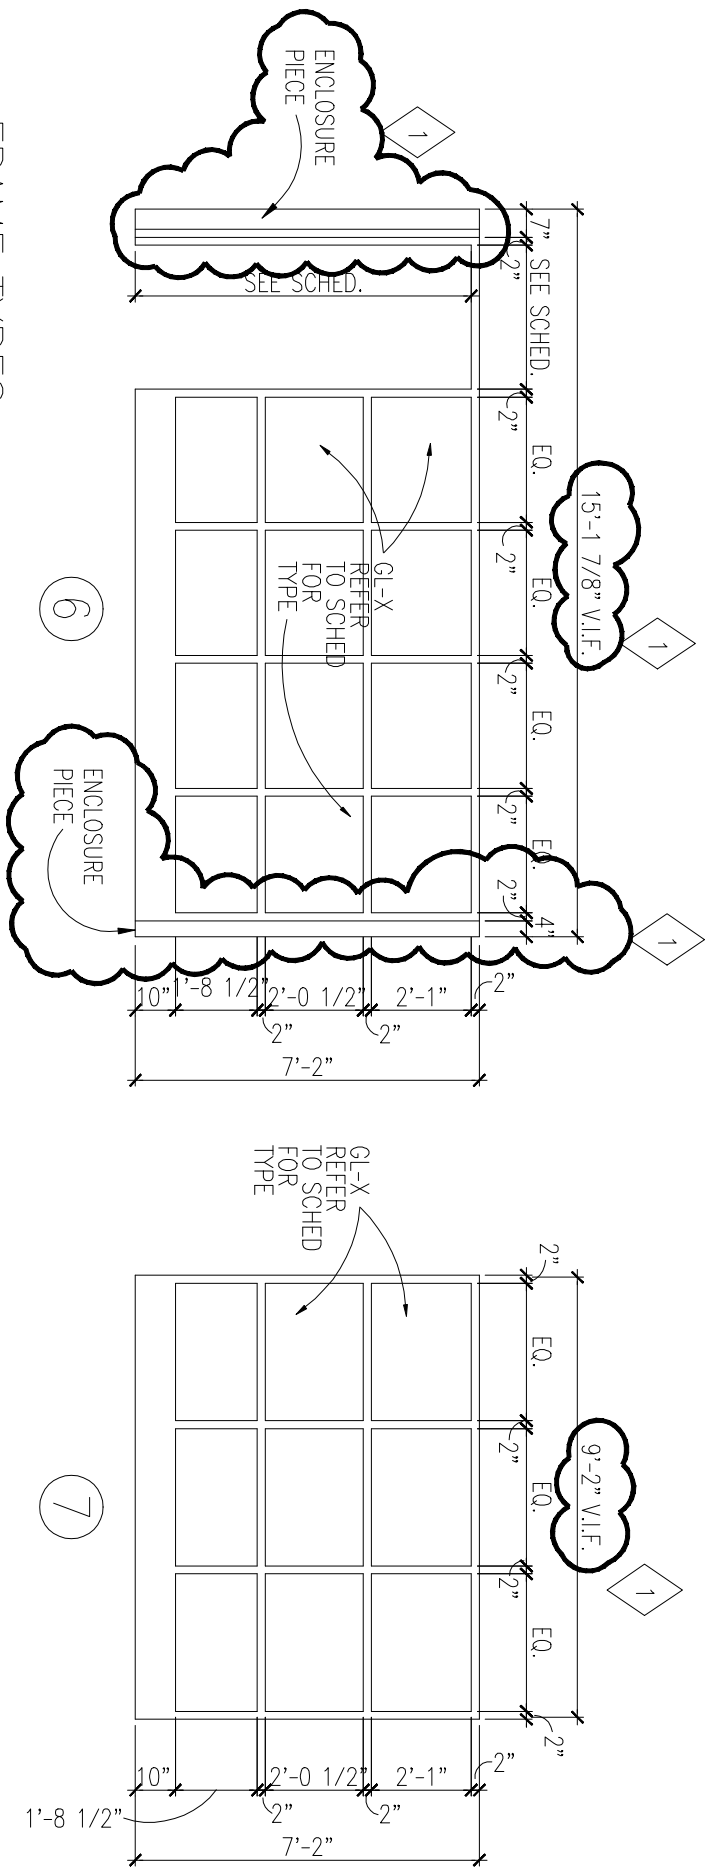 15'-1 7/8" V.I.F.
1
7"
SEE SCHED.
EQ.
EQ.
EQ.
EQ.
4"
2"
2"
2"
2"
2"
2"
1
ENCLOSURE
PIECE
SEE SCHED.
GL-X
REFER
TO SCHED
FOR
TYPE
1
2"
2'-1"
2"
2'-0 1/2"
2"
1'-8 1/2"
10"
7'-2"
ENCLOSURE
PIECE
6
9'-2" V.I.F.
1
2"
EQ.
EQ.
EQ.
2"
2"
2"
GL-X
REFER
TO SCHED
FOR
TYPE
2"
2'-1"
2"
2'-0 1/2"
2"
1'-8 1/2"
10"
7'-2"
7